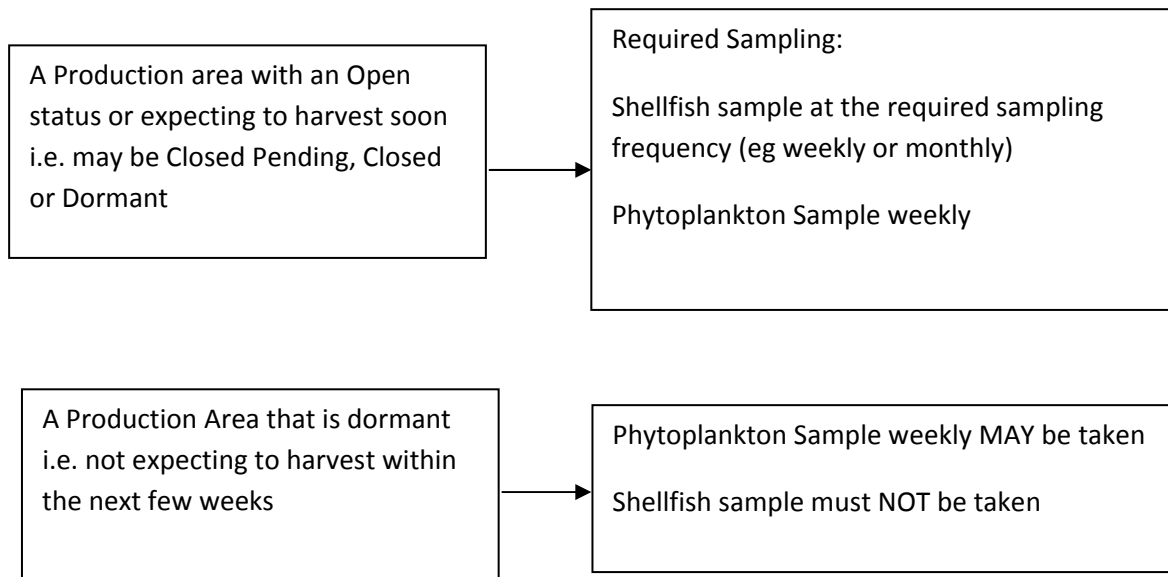 A Production area with an Open
status or expecting to harvest soon
i.e. may be Closed Pending, Closed
or Dormant
Required Sampling:
Shellfish sample at the required sampling
frequency (eg weekly or monthly)
Phytoplankton Sample weekly
A Production Area that is dormant
i.e. not expecting to harvest within
the next few weeks
Phytoplankton Sample weekly MAY be taken
Shellfish sample must NOT be taken